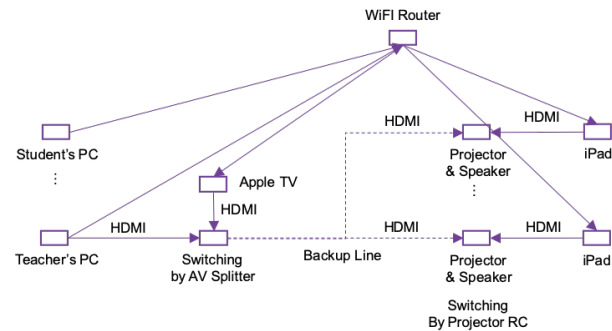 WiFI Router
HDMI
HDMI
Student's PC
⋮
Projector
& Speaker
⋮
iPad
Apple TV
HDMI
HDMI
HDMI
HDMI
Teacher's PC
Switching
by AV Splitter
Backup Line
Projector
& Speaker
iPad
Switching
By Projector RC